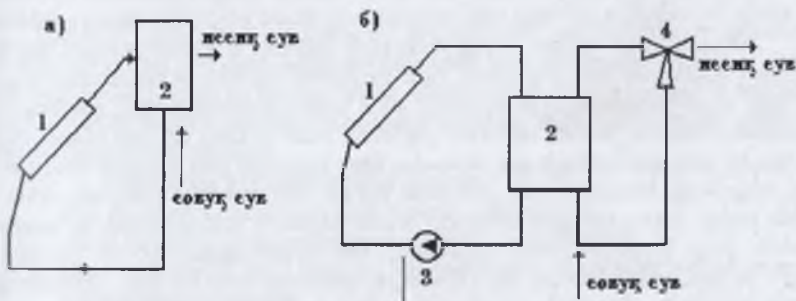 а)
иссиқ сув
2
1
совуқ сув
б)
4
иссиқ сув
1
2
3
совуқ сув